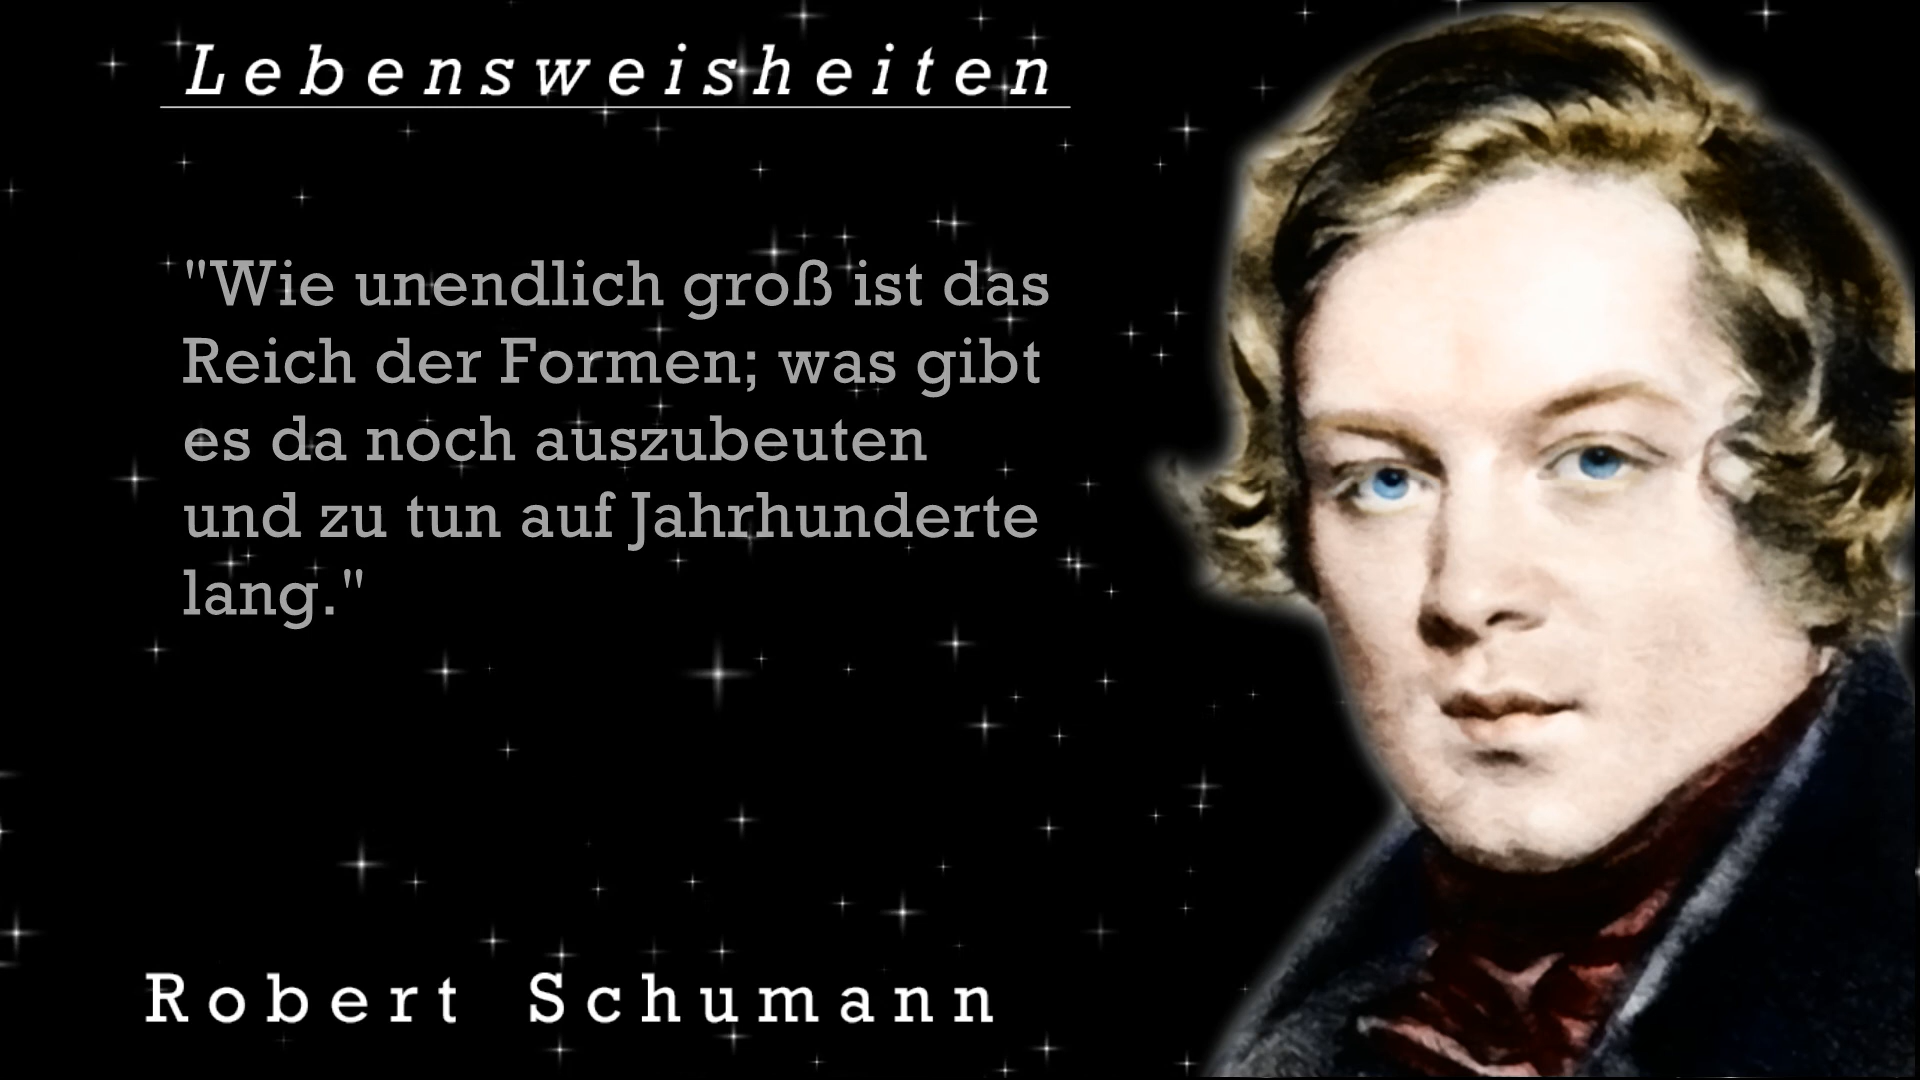 Lebensweisheiten
"Wie unendlich groß ist das
Reich der Formen; was gibt
es da noch auszubeuten
und zu tun auf Jahrhunderte
lang."
Robert Schumann